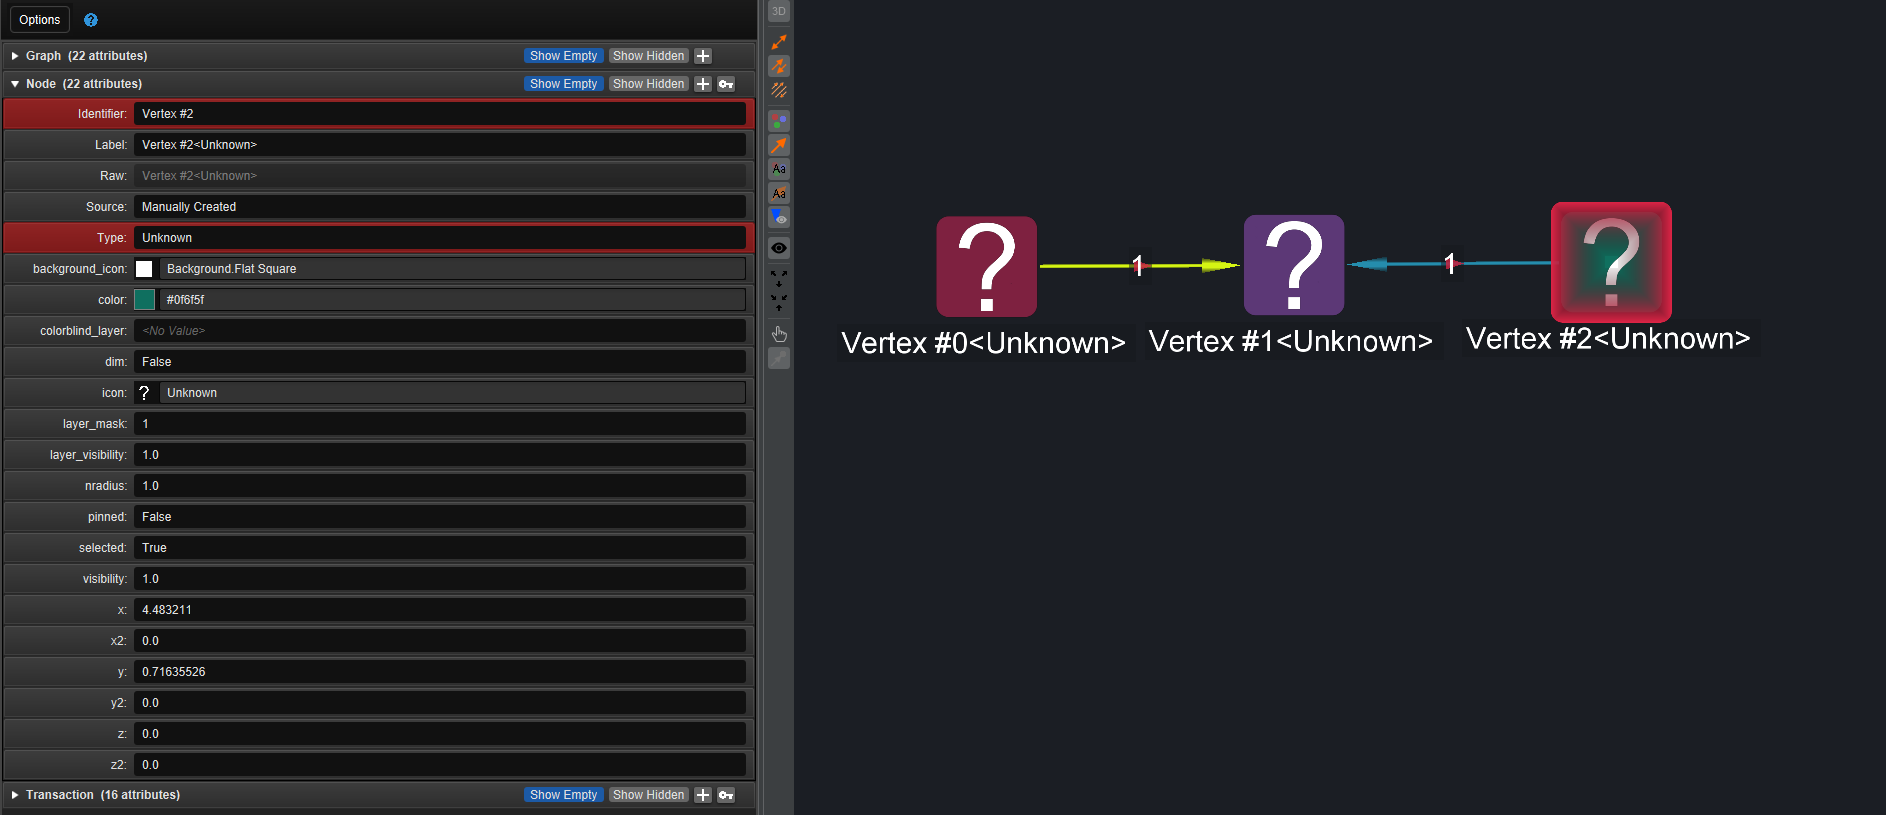 Options ?
Graph (22 attributes) Show Empty Show Hidden
Node (22 attributes) Show Empty Show Hidden
Identifier: Vertex #2
Label: Vertex #2<Unknown>
Raw: Vertex #2<Unknown>
Source: Manually Created
Type: Unknown
background_icon: Background.Flat Square
color: #0f6f5f
colorblind_layer: <No Value>
dim: False
icon: ? Unknown
layer_mask: 1
layer_visibility: 1.0
nradius: 1.0
pinned: False
selected: True
visibility: 1.0
x: 4.483211
x2: 0.0
y: 0.71635526
y2: 0.0
z: 0.0
z2: 0.0
Transaction (16 attributes) Show Empty Show Hidden
3D
Aa
Aa
? 1 ? 1 ?
Vertex #0<Unknown> Vertex #1<Unknown> Vertex #2<Unknown>